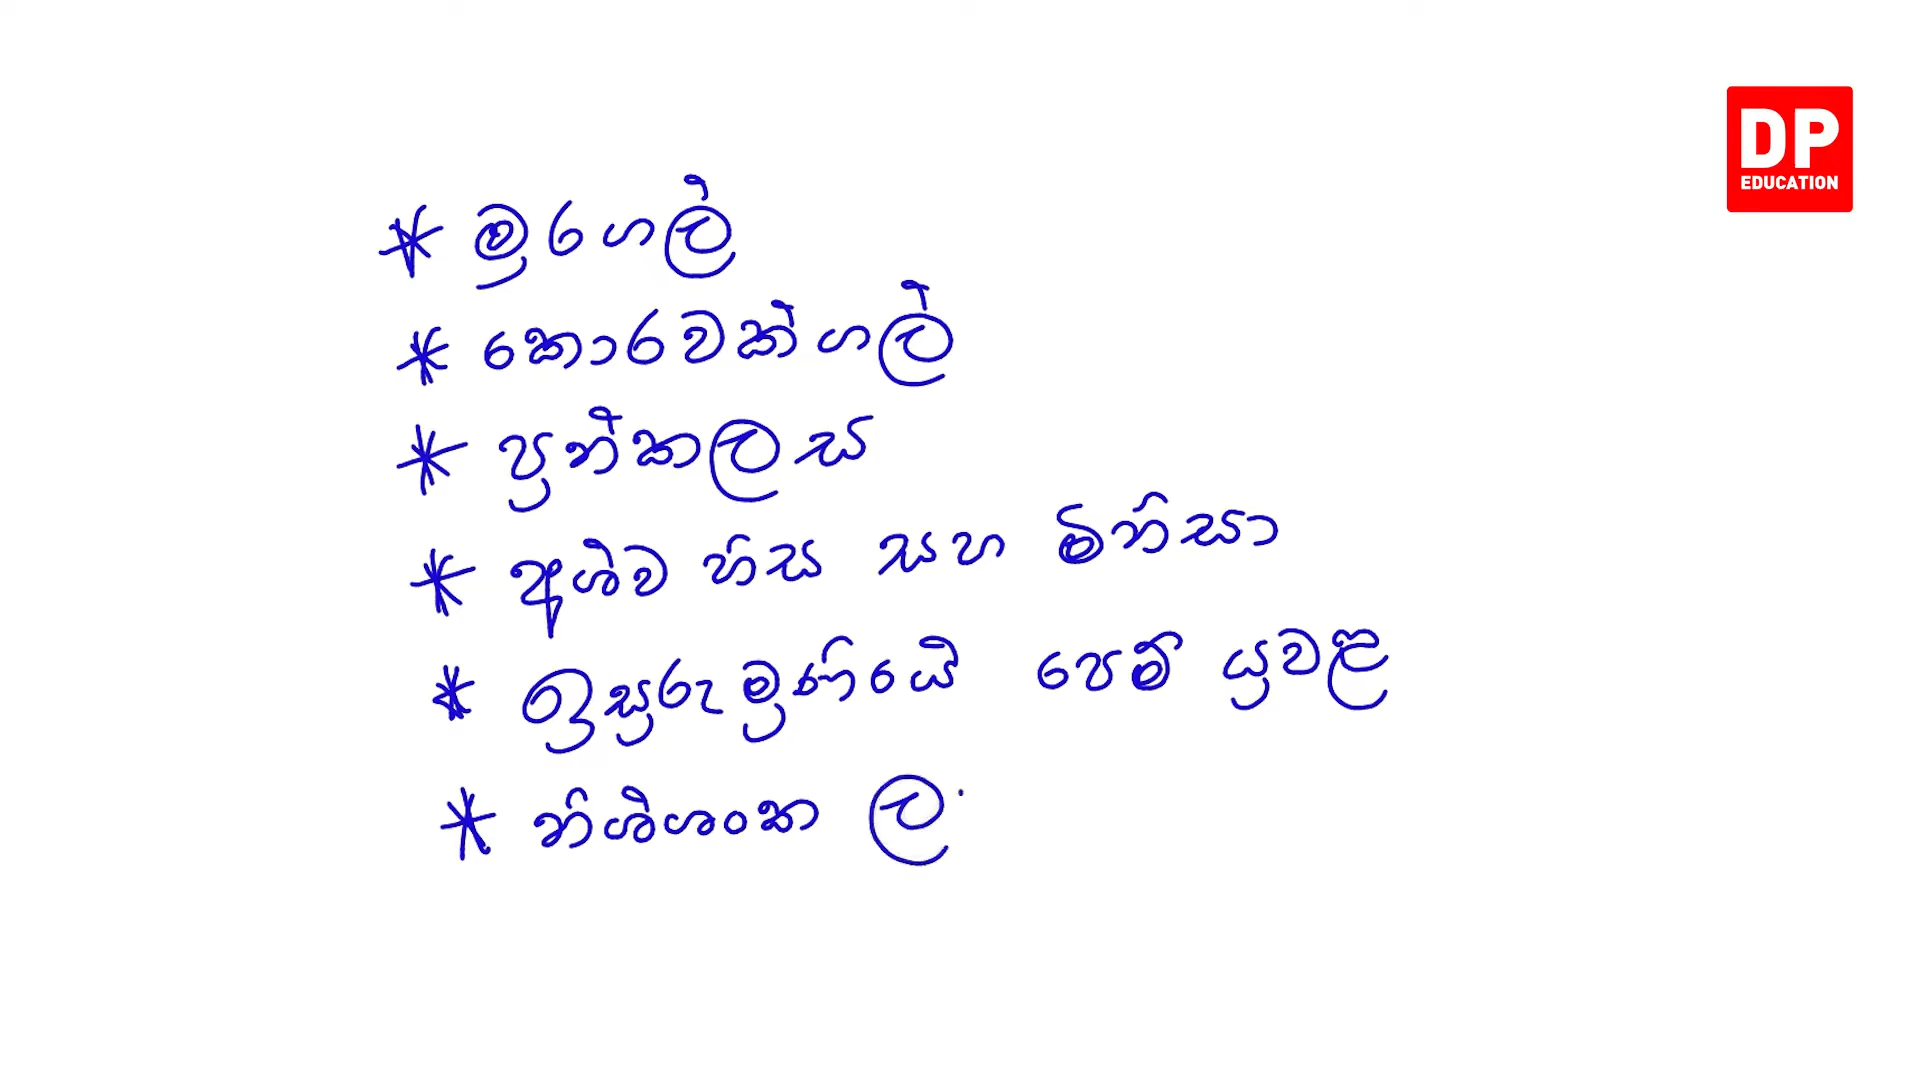 DP
EDUCATION
* මුරගල්
* කොරවක්ගල්
* පුන්කලස
* අශ්ව හිස සහ මිනිසා
* ඉසුරුමුණියේ පෙම් යුවළ
* නිශ්ශංක ල